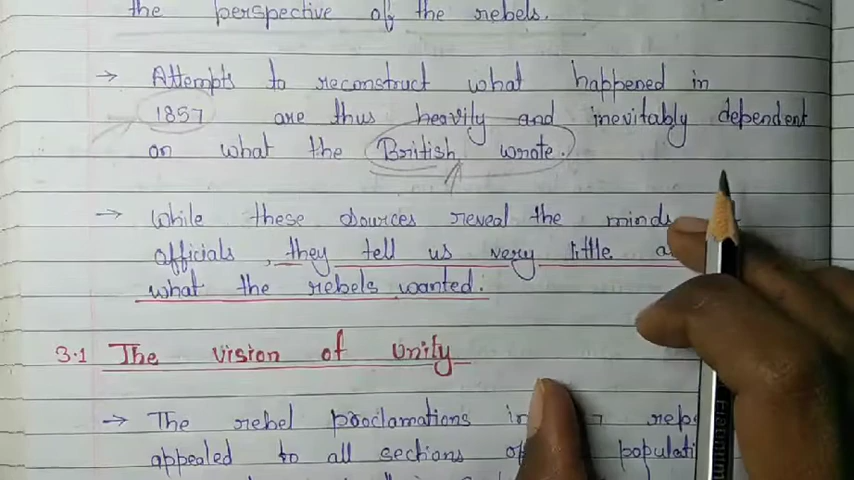 the perspective of the rebels.
→ Attempts to reconstruct what happened in
1857 are thus heavily and inevitably dependent
on what the British wrote.
→ While these sources reveal the minds
officials, they tell us very little
what the rebels wanted.
3.1 The vision of Unity
→ The rebel proclamations in
appealed to all sections